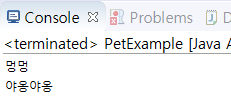 Console Problems D
<terminated> PetExample [Java A
멍멍
야옹야옹